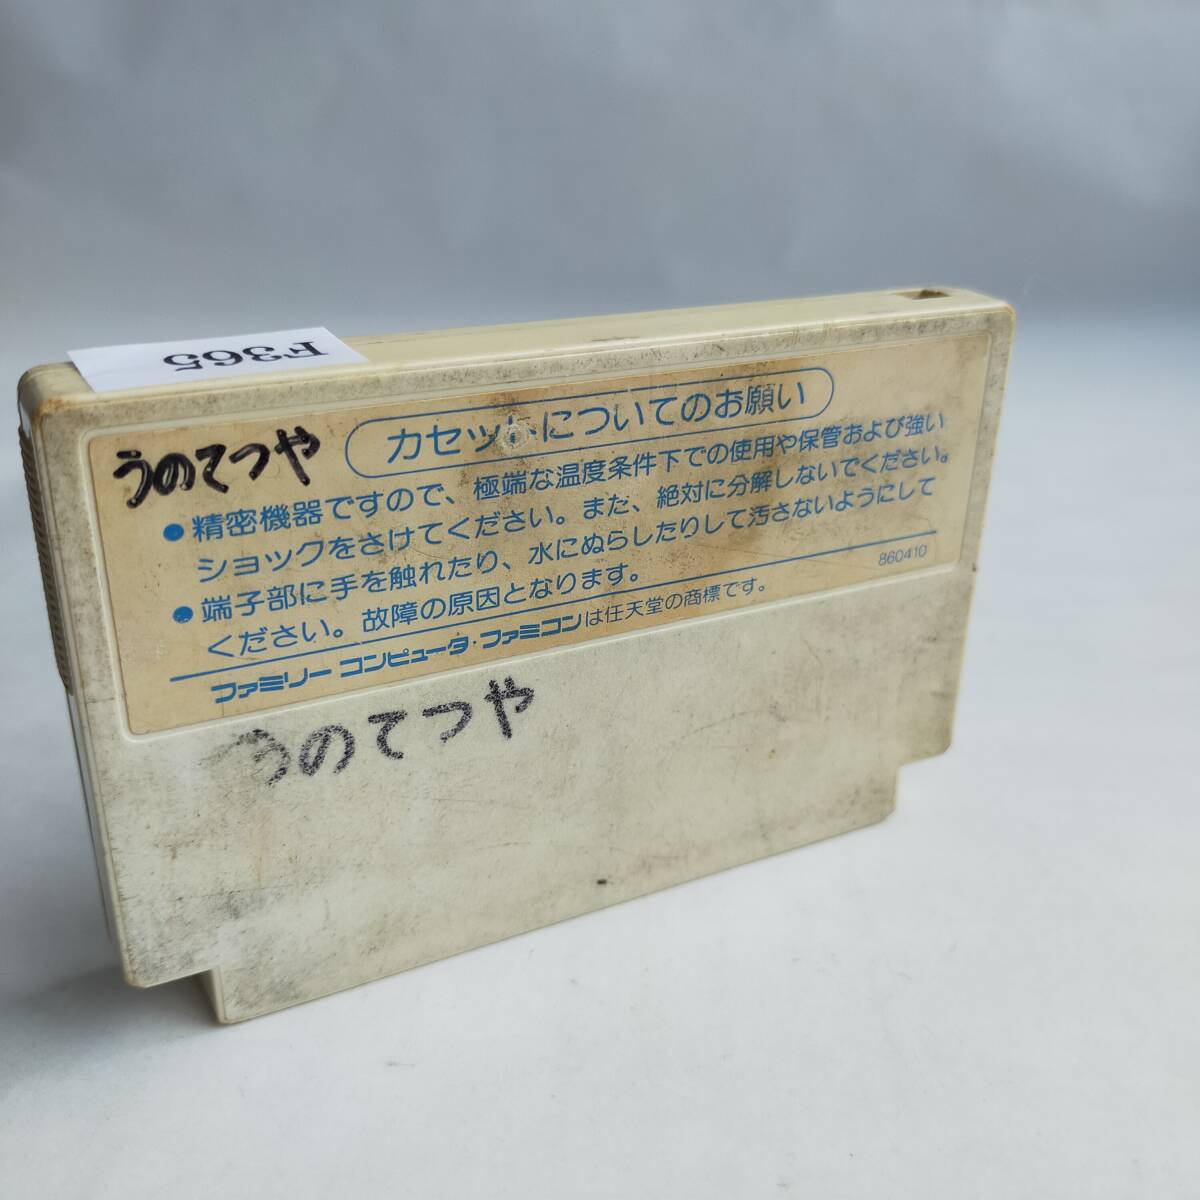 F365
うのてつや
カセットについてのお願い
●精密機器ですので、極端な温度条件下での使用や保管および強い
ショックをさけてください。また、絶対に分解しないでください。
●端子部に手を触れたり、水にぬらしたりして汚さないようにして
ください。故障の原因となります。
860410
ファミリーコンピュータ・ファミコンは任天堂の商標です。
うのてつや